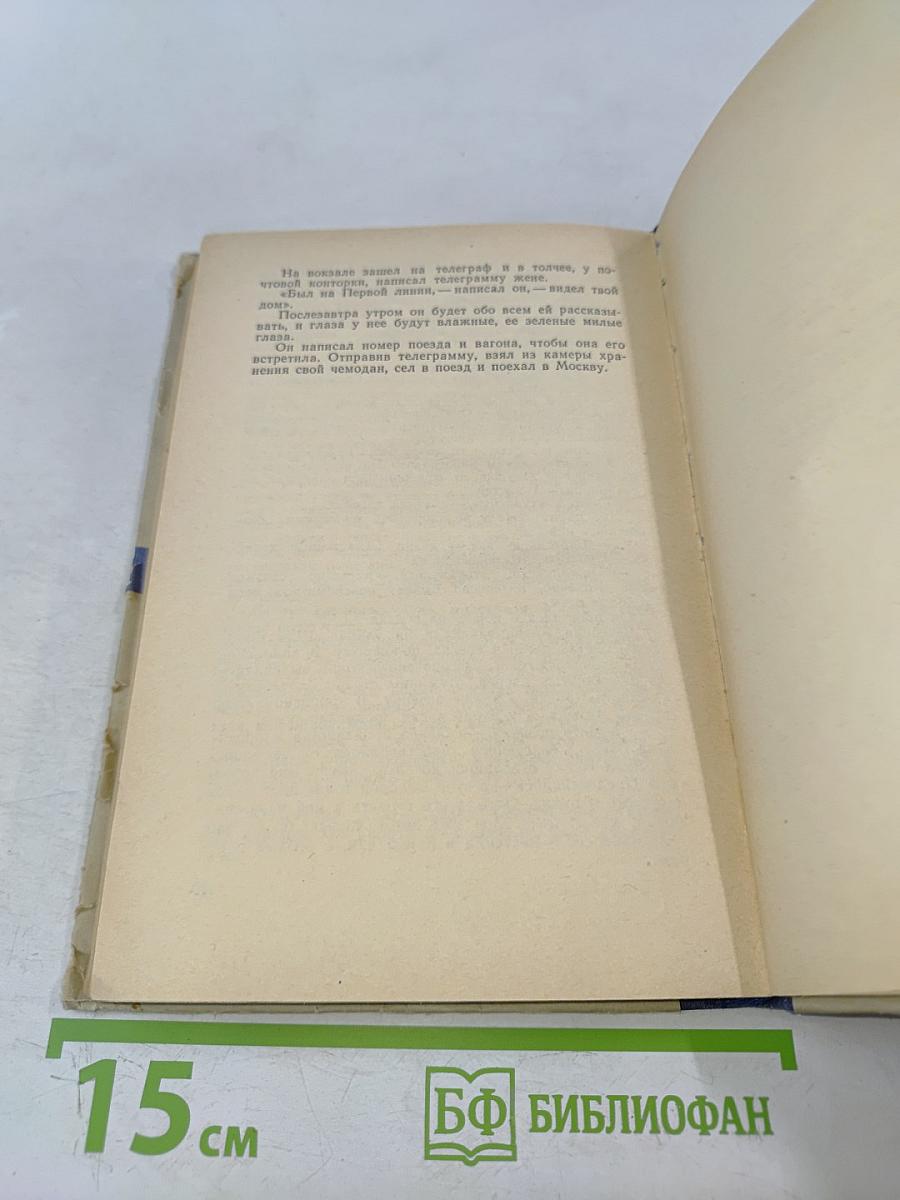 На вокзале зашел на телеграф и в толчее, у по-
чтовой конторки, написал телеграмму жене.
«Был на Первой линии, — написал он, — видел твой
дом».
Послезавтра утром он будет обо всем ей рассказы-
вать, и глаза у нее будут влажные, ее зеленые милые
глаза.
Он написал номер поезда и вагона, чтобы она его
встретила. Отправив телеграмму, взял из камеры хра-
нения свой чемодан, сел в поезд и поехал в Москву.
15 см
БФ БИБЛИОФАН